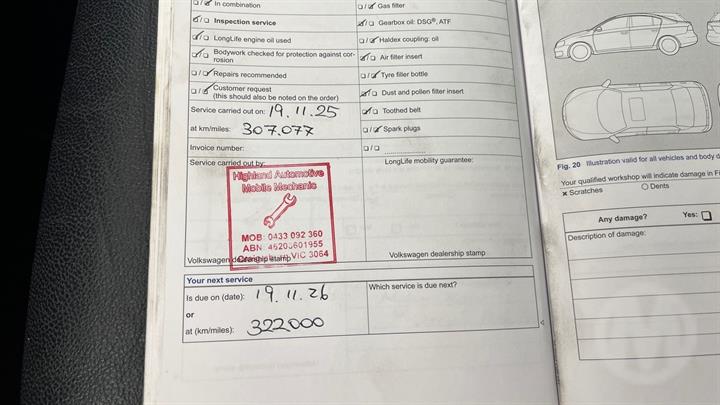 In combination
Gas filter
Inspection service
Gearbox oil: DSG®, ATF
LongLife engine oil used
Haldex coupling: oil
Bodywork checked for protection against cor-
rosion
Air filter insert
Repairs recommended
Tyre filler bottle
Customer request
(this should also be noted on the order)
Dust and pollen filter insert
Service carried out on: 19.11.25
Toothed belt
at km/miles: 307.077
Spark plugs
Invoice number:
Service carried out by:
LongLife mobility guarantee:
Highland Automotive
Mobile Mechanic
MOB: 0433 092 360
ABN: 46203601955
VIC 3064
Volkswagen dealership stamp
Volkswagen dealership stamp
Your next service
Is due on (date): 19.11.26
Which service is due next?
or
at (km/miles): 322000
Fig. 20 Illustration valid for all vehicles and body
Your qualified workshop will indicate damage in
x Scratches
O Dents
Any damage?
Yes:
Description of damage: